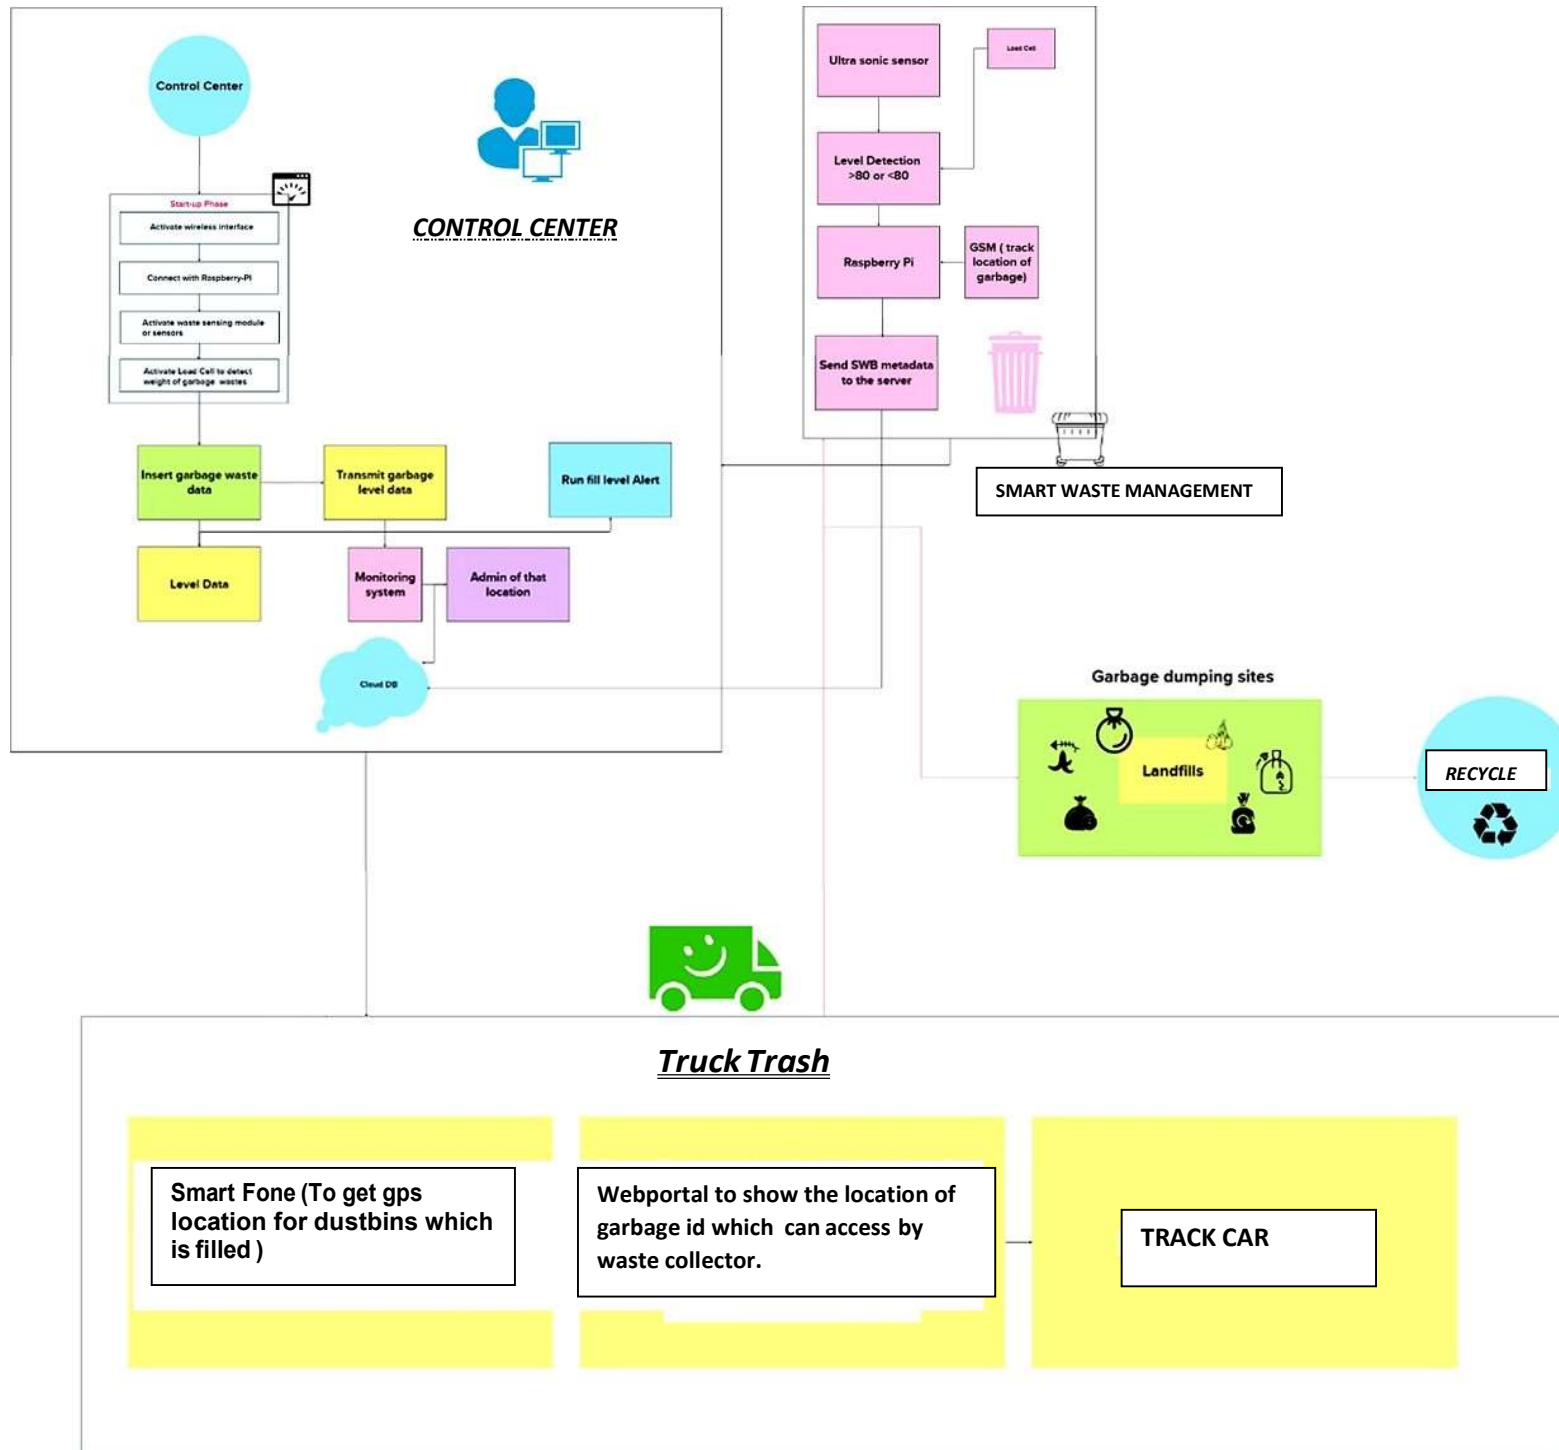 Control Center
CONTROL CENTER
Start-up Phase
Activate wireless interface
Connect with Raspberry-Pi
Activate waste sensing module
or sensors
Activate Load Cell to detect
weight of garbage wastes
Insert garbage waste
data
Transmit garbage
level data
Run fill level Alert
Level Data
Monitoring
system
Admin of that
location
Cloud DB
Ultra sonic sensor
Load Cell
Level Detection
>80 or <80
Raspberry Pi
GSM ( track
location of
garbage)
Send SWB metadata
to the server
SMART WASTE MANAGEMENT
Garbage dumping sites
Landfills
RECYCLE
Truck Trash
Smart Fone (To get gps
location for dustbins which
is filled )
Webportal to show the location of
garbage id which can access by
waste collector.
TRACK CAR